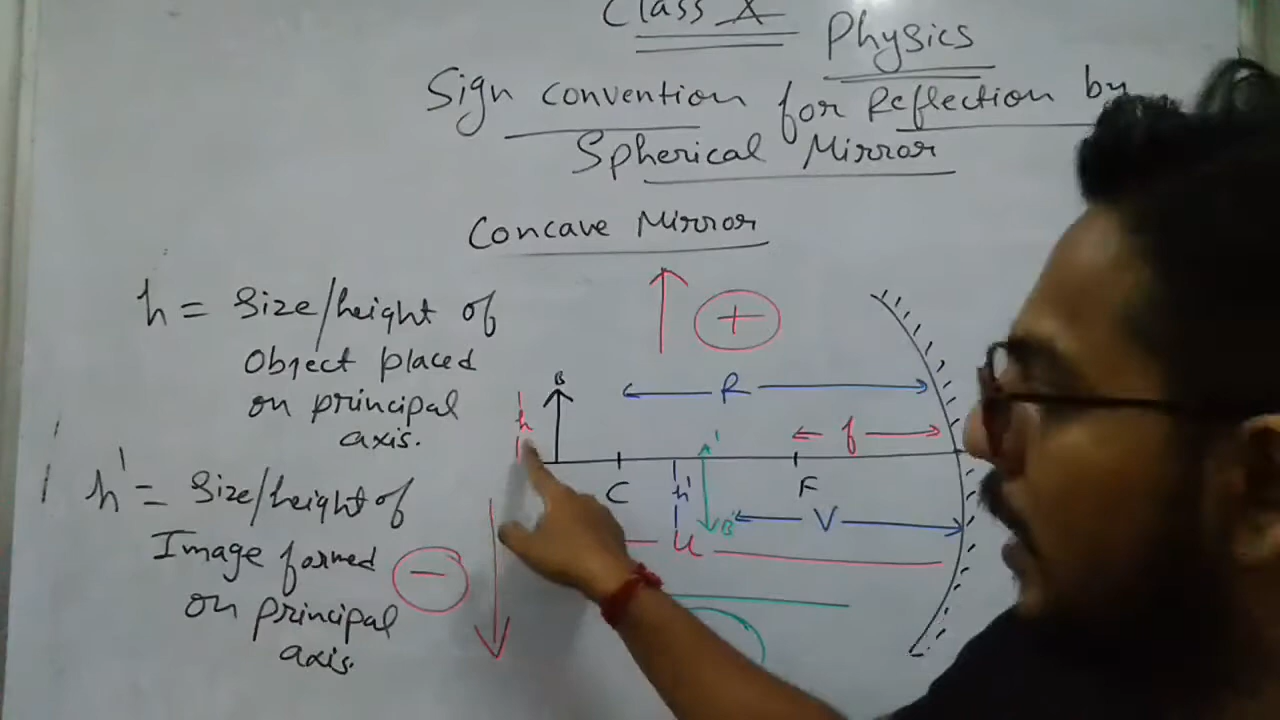 Class X
Physics
Sign convention for Reflection by
Spherical Mirror
Concave Mirror
h = Size/height of
Object placed
on principal
axis.
h' = Size/height of
Image formed
on principal
axis.
+
−
B
h
R
f
C
F
A'
h'
B'
V
u